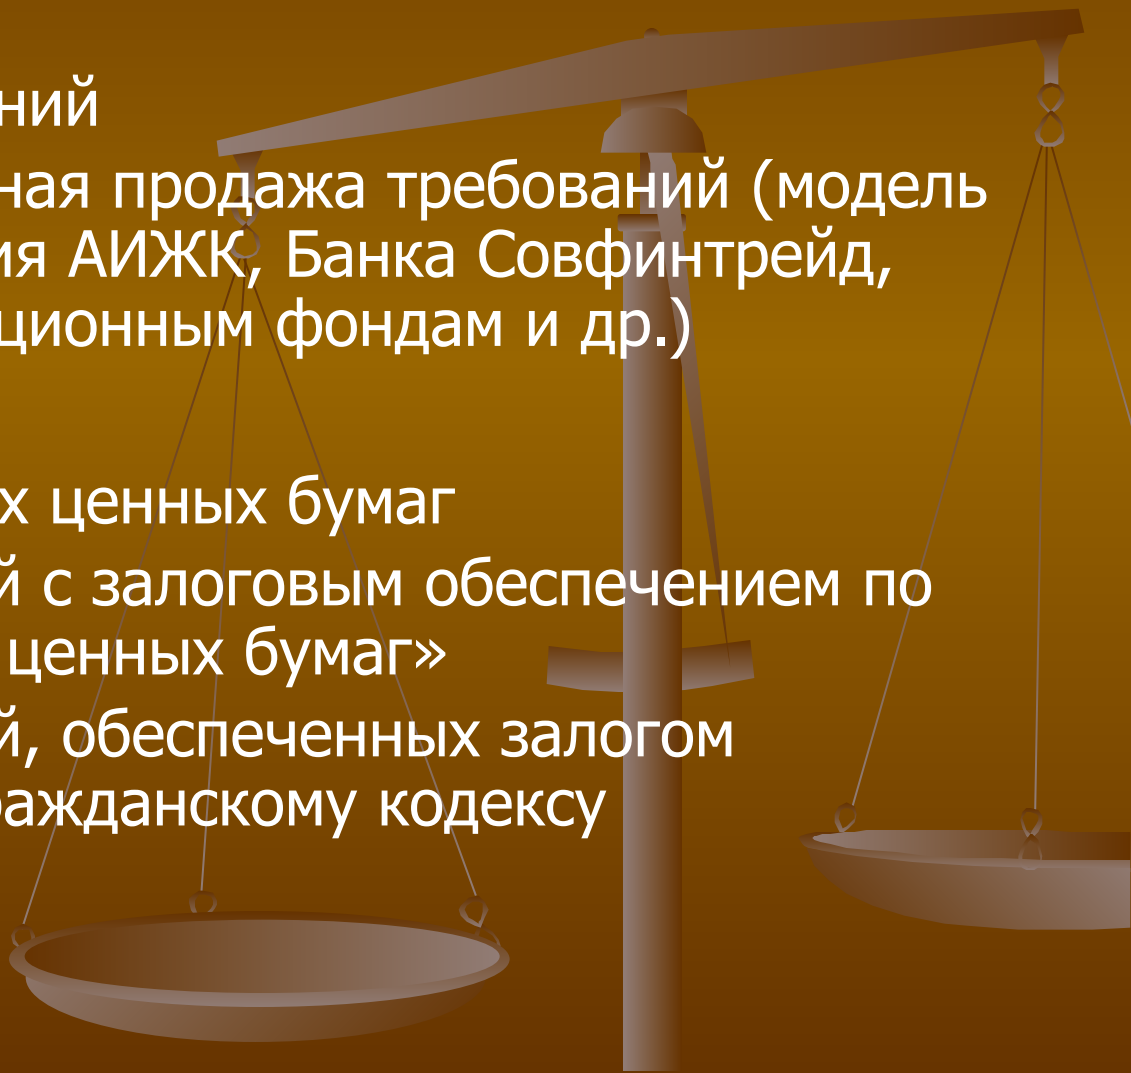 ний
ная продажа требований (модель
ия АИЖК, Банка Совфинтрейд,
ционным фондам и др.)
х ценных бумаг
й с залоговым обеспечением по
ценных бумаг»
й, обеспеченных залогом
ражданскому кодексу